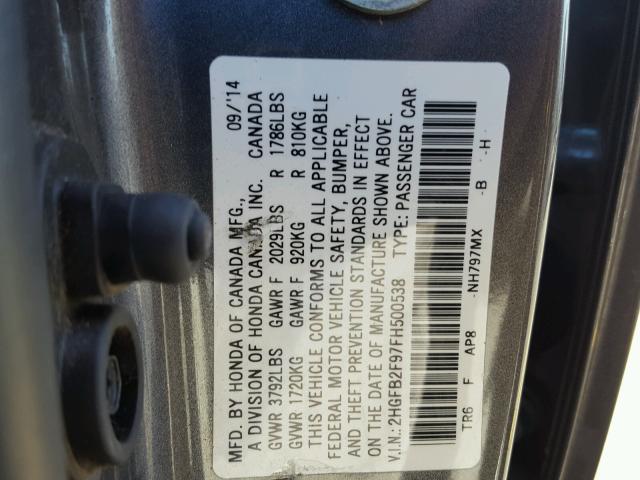 MFD. BY HONDA OF CANADA MFG., 09/'14
A DIVISION OF HONDA CANADA INC. CANADA
GVWR 3792LBS GAWR F 2029LBS R 1786LBS
GVWR 1720KG GAWR F 920KG R 810KG
THIS VEHICLE CONFORMS TO ALL APPLICABLE
FEDERAL MOTOR VEHICLE SAFETY, BUMPER,
AND THEFT PREVENTION STANDARDS IN EFFECT
ON THE DATE OF MANUFACTURE SHOWN ABOVE.
V.I.N.: 2HGFB2F97FH500538 TYPE: PASSENGER CAR
TR6 F AP8 -NH797MX -B -H